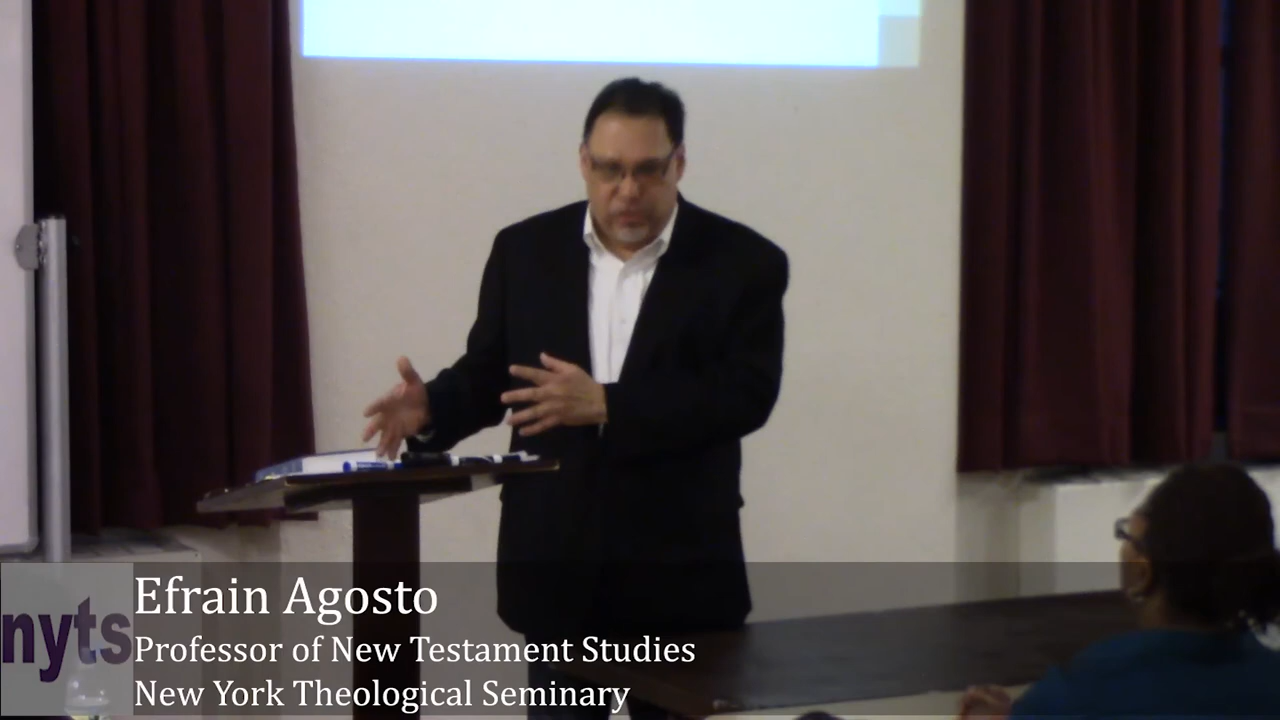 nyts
Efrain Agosto
Professor of New Testament Studies
New York Theological Seminary